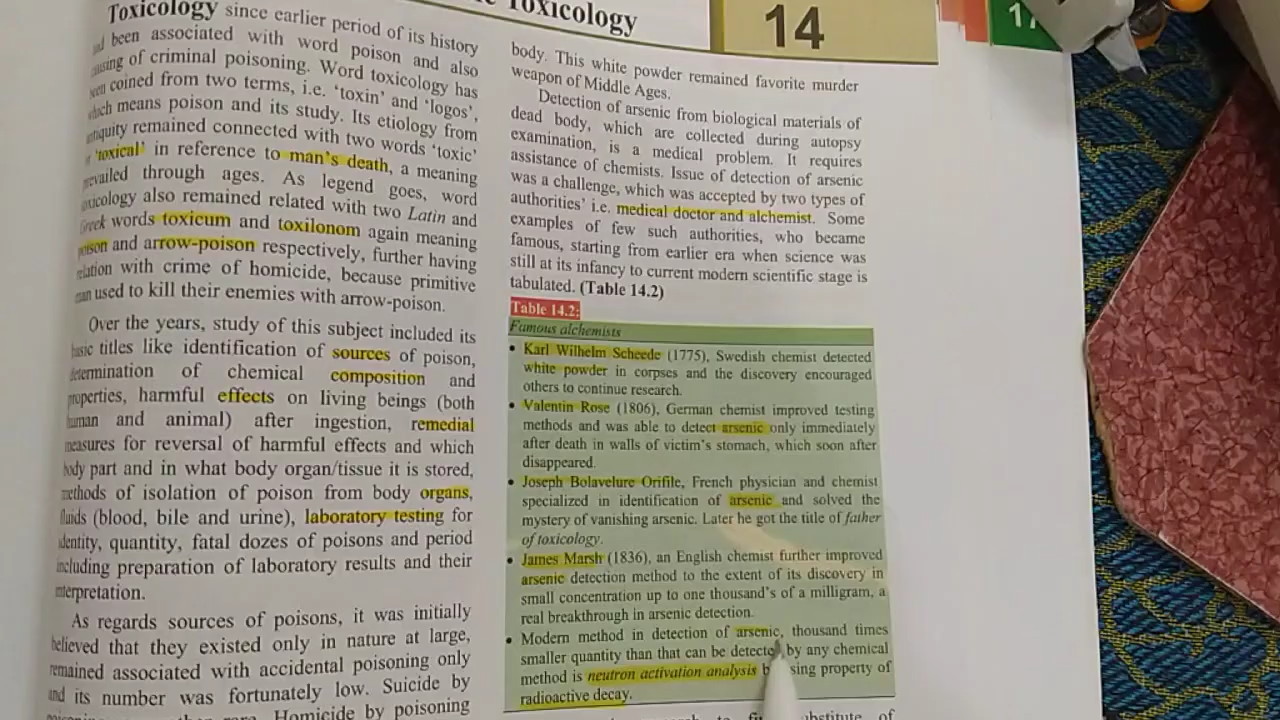 Toxicology
14
17
Toxicology since earlier period of its history
been associated with word poison and also
of criminal poisoning. Word toxicology has
coined from two terms, i.e. 'toxin' and 'logos',
which means poison and its study. Its etiology from
remained connected with two words 'toxic'
'toxical' in reference to man's death, a meaning
through ages. As legend goes, word
also remained related with two Latin and
words toxicum and toxilonom again meaning
and arrow-poison respectively, further having
with crime of homicide, because primitive
used to kill their enemies with arrow-poison.
Over the years, study of this subject included its
titles like identification of sources of poison,
determination of chemical composition and
properties, harmful effects on living beings (both
human and animal) after ingestion, remedial
measures for reversal of harmful effects and which
body part and in what body organ/tissue it is stored,
methods of isolation of poison from body organs,
fluids (blood, bile and urine), laboratory testing for
identity, quantity, fatal dozes of poisons and period
including preparation of laboratory results and their
interpretation.
As regards sources of poisons, it was initially
believed that they existed only in nature at large,
remained associated with accidental poisoning only
and its number was fortunately low. Suicide by
Homicide by poisoning
body. This white powder remained favorite murder
weapon of Middle Ages.
Detection of arsenic from biological materials of
dead body, which are collected during autopsy
examination, is a medical problem. It requires
assistance of chemists. Issue of detection of arsenic
was a challenge, which was accepted by two types of
authorities' i.e. medical doctor and alchemist. Some
examples of few such authorities, who became
famous, starting from earlier era when science was
still at its infancy to current modern scientific stage is
tabulated. (Table 14.2)
Table 14.2:
Famous alchemists
• Karl Wilhelm Scheede (1775), Swedish chemist detected
white powder in corpses and the discovery encouraged
others to continue research.
• Valentin Rose (1806), German chemist improved testing
methods and was able to detect arsenic only immediately
after death in walls of victim's stomach, which soon after
disappeared.
• Joseph Bolavelure Orifile, French physician and chemist
specialized in identification of arsenic and solved the
mystery of vanishing arsenic. Later he got the title of father
of toxicology.
• James Marsh (1836), an English chemist further improved
arsenic detection method to the extent of its discovery in
small concentration up to one thousand's of a milligram, a
real breakthrough in arsenic detection.
• Modern method in detection of arsenic, thousand times
smaller quantity than that can be detected by any chemical
method is neutron activation analysis property of
radioactive decay.
of